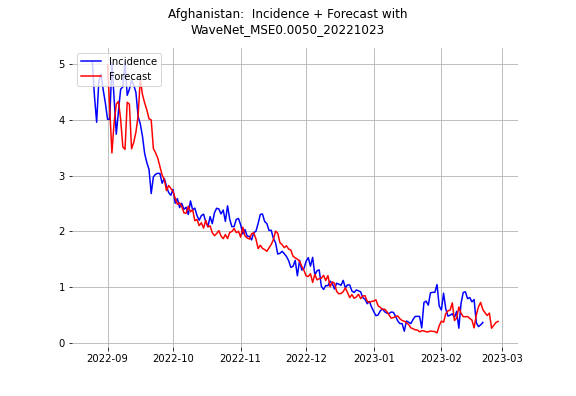 Afghanistan:  Incidence + Forecast with
WaveNet_MSE0.0050_20221023
Incidence
Forecast
5
4
3
2
1
0
2022-09 2022-10 2022-11 2022-12 2023-01 2023-02 2023-03